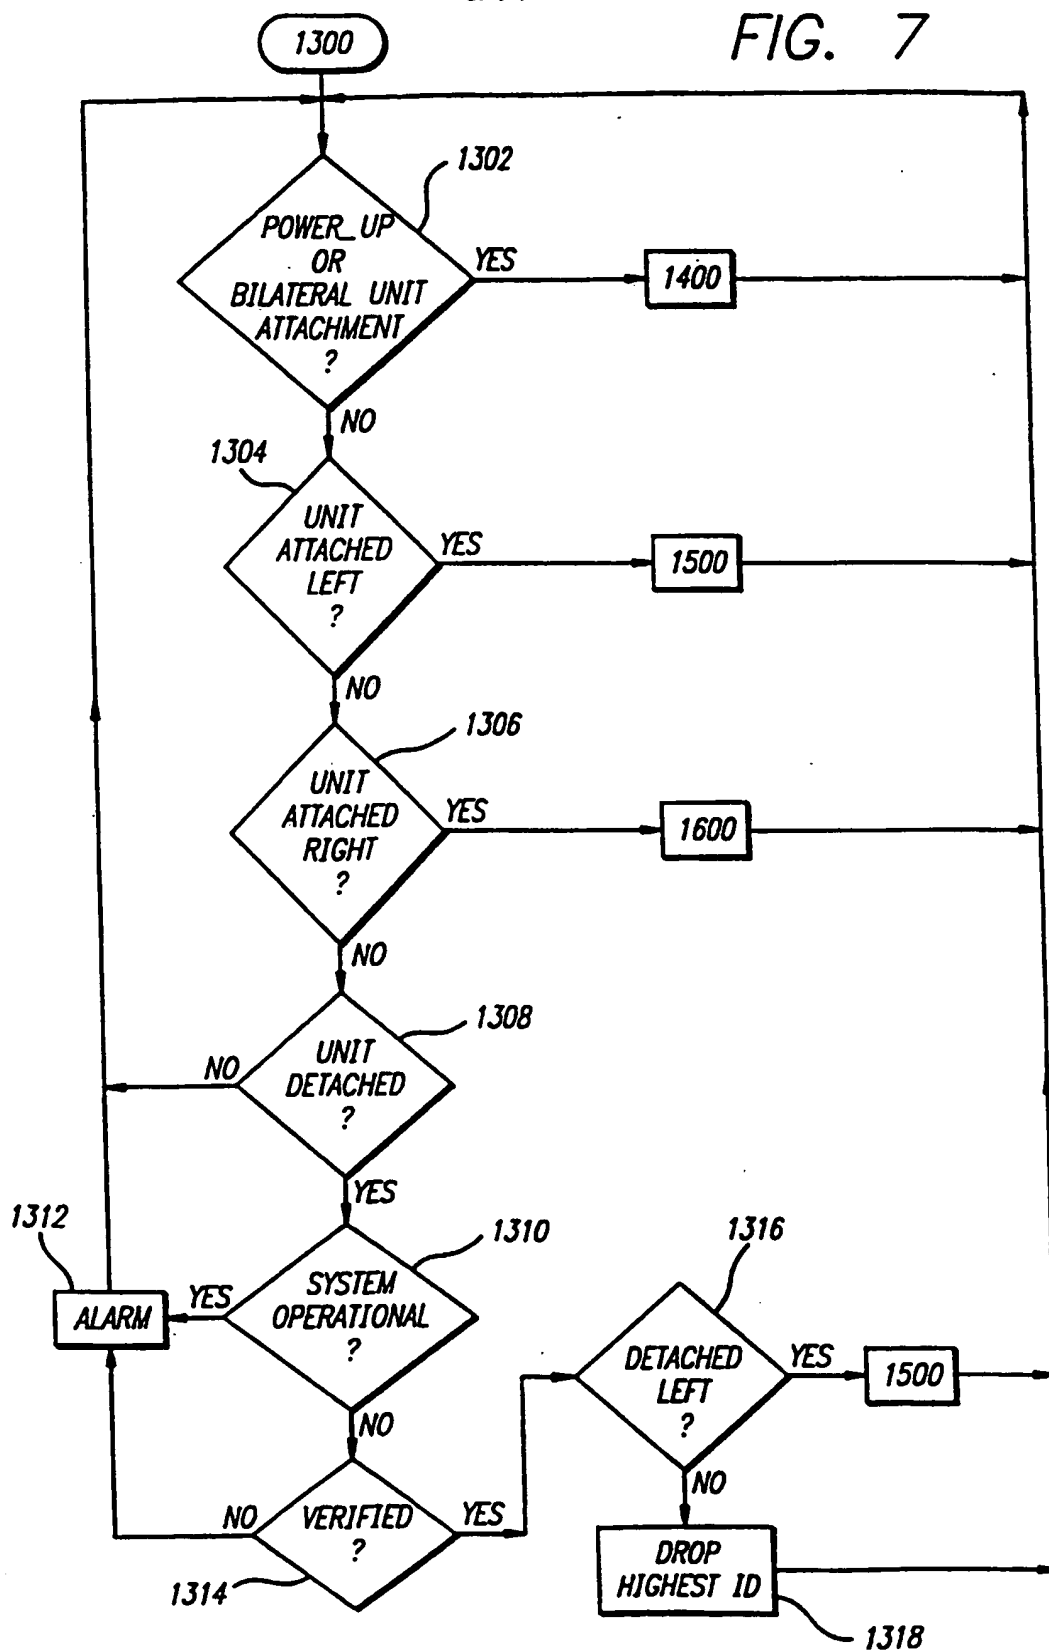 FIG. 7
1300
1302
POWER_UP
OR
BILATERAL UNIT
ATTACHMENT
?
YES
1400
NO
1304
UNIT
ATTACHED
LEFT
?
YES
1500
NO
1306
UNIT
ATTACHED
RIGHT
?
YES
1600
NO
1308
UNIT
DETACHED
?
NO
YES
1312
ALARM
1310
SYSTEM
OPERATIONAL
?
YES
NO
1316
DETACHED
LEFT
?
YES
1500
NO
VERIFIED
?
NO
YES
1314
DROP
HIGHEST ID
1318